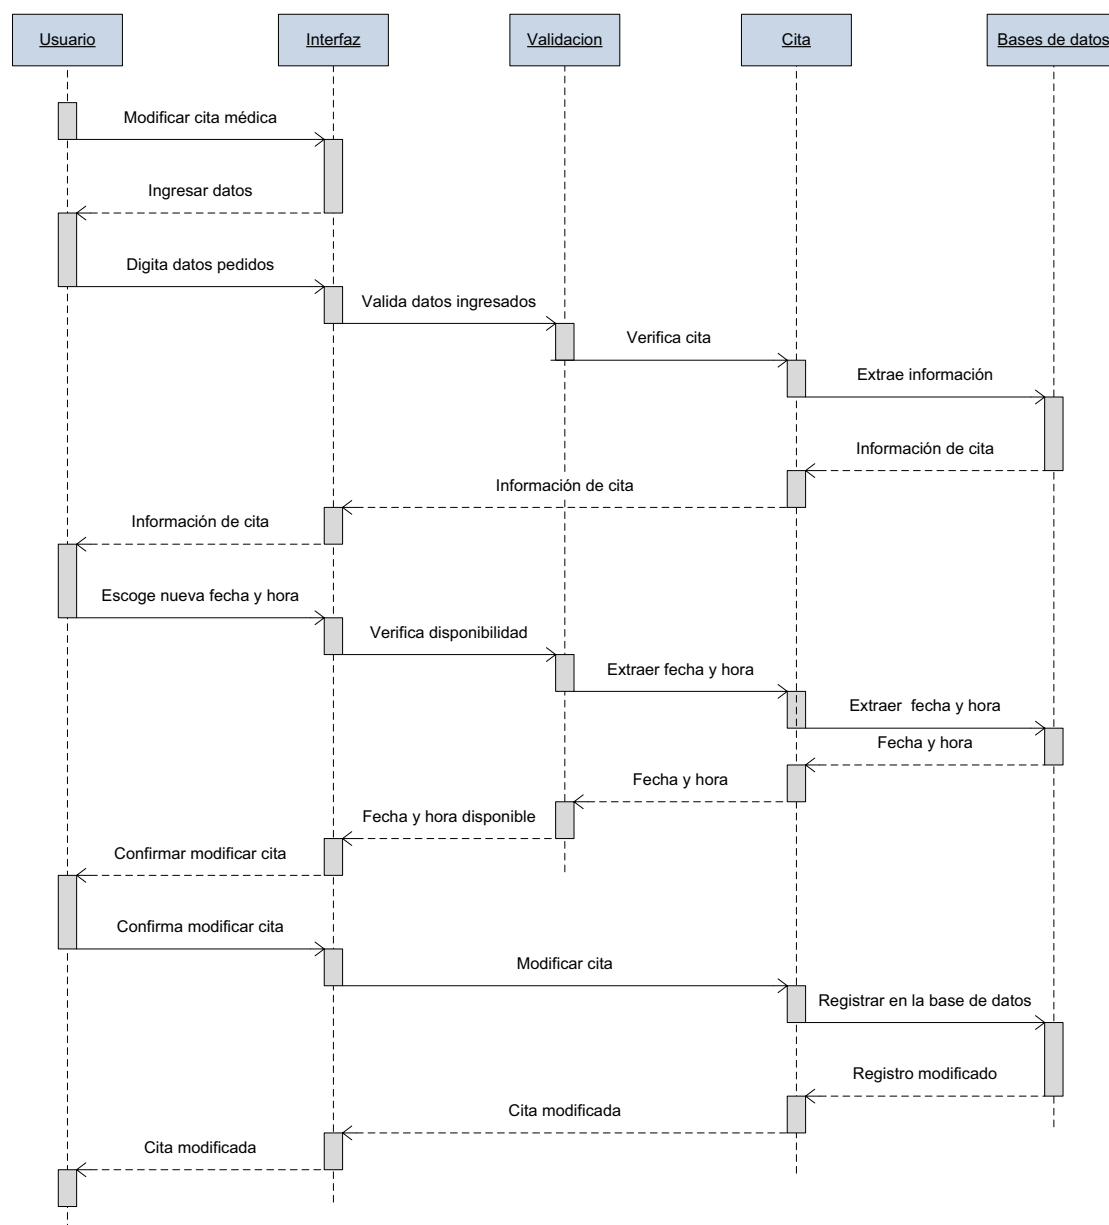 Usuario
Interfaz
Validacion
Cita
Bases de datos
Modificar cita médica
Ingresar datos
Digita datos pedidos
Valida datos ingresados
Verifica cita
Extrae información
Información de cita
Información de cita
Información de cita
Escoge nueva fecha y hora
Verifica disponibilidad
Extraer fecha y hora
Extraer fecha y hora
Fecha y hora
Fecha y hora
Fecha y hora disponible
Confirmar modificar cita
Confirma modificar cita
Modificar cita
Registrar en la base de datos
Registro modificado
Cita modificada
Cita modificada